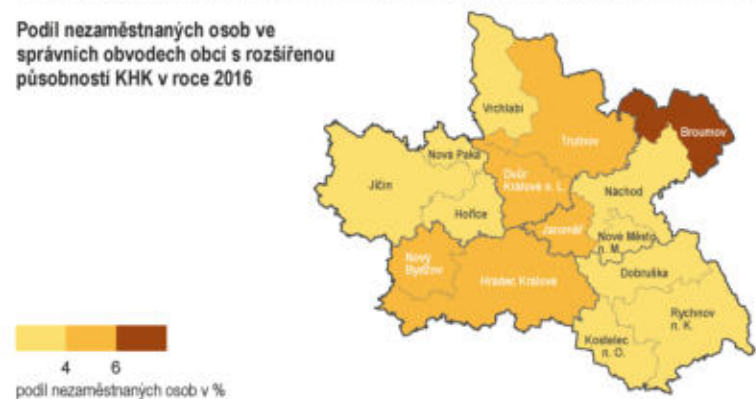 Podíl nezaměstnaných osob ve
správních obvodech obcí s rozšířenou
působností KHK v roce 2016
Vrchlabí
Trutnov
Broumov
Nová Paka
Dvůr
Králové n. L.
Jičín
Náchod
Hořice
Jaroměř
Nové Město
n. M.
Nový
Bydžov
Hradec Králové
Dobruška
Rychnov
n. K.
Kostelec
n. O.
4 6
podíl nezaměstnaných osob v %